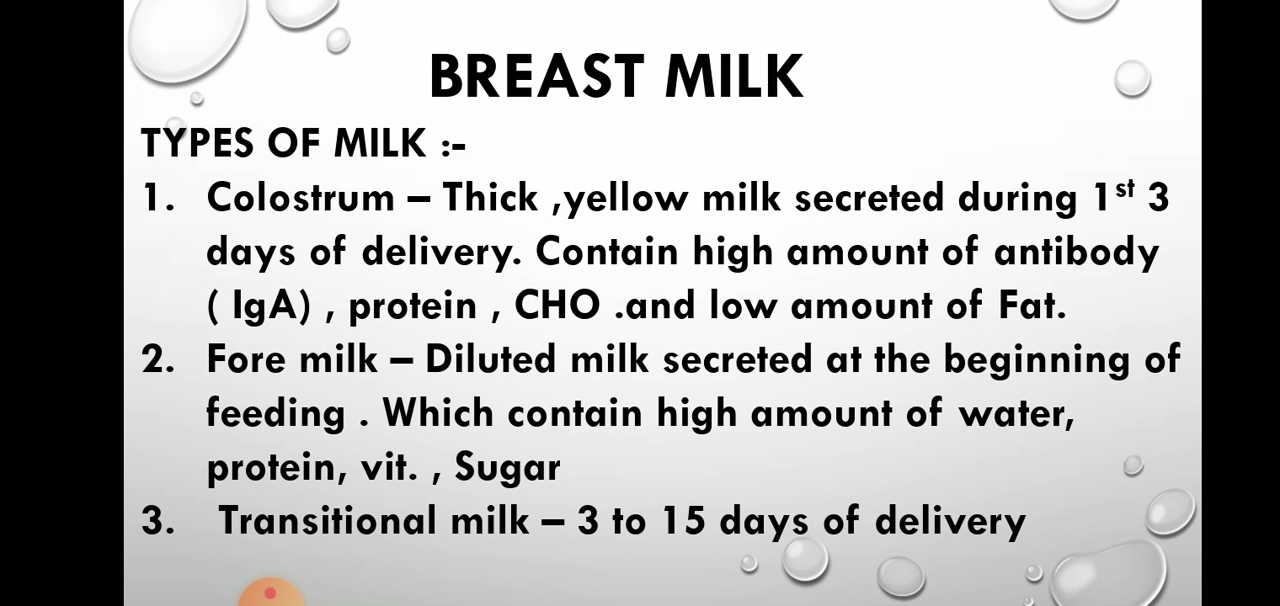 BREAST MILK
TYPES OF MILK :-
1. Colostrum – Thick ,yellow milk secreted during 1st 3
days of delivery. Contain high amount of antibody
( IgA) , protein , CHO .and low amount of Fat.
2. Fore milk – Diluted milk secreted at the beginning of
feeding . Which contain high amount of water,
protein, vit. , Sugar
3. Transitional milk – 3 to 15 days of delivery